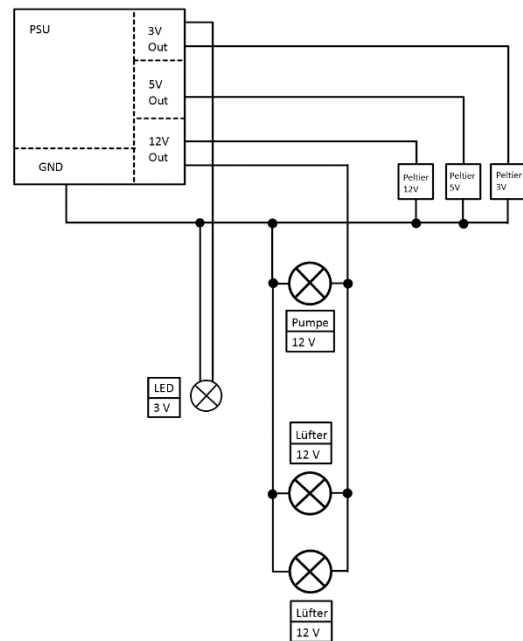 PSU
3V
Out
5V
Out
12V
Out
GND
Peltier
12V
Peltier
5V
Peltier
3V
Pumpe
12 V
LED
3 V
Lüfter
12 V
Lüfter
12 V